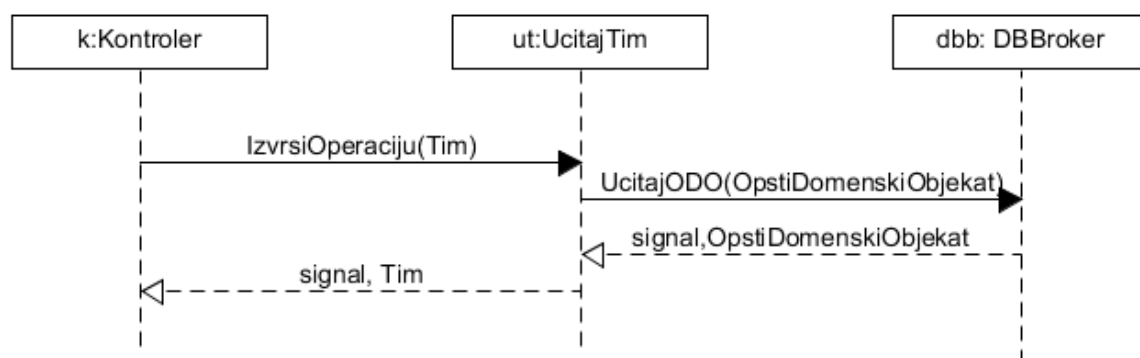 k:Kontroler
ut:UcitajTim
dbb: DBBroker
IzvrsiOperaciju(Tim)
UcitajODO(OpstiDomenskiObjekat)
signal,OpstiDomenskiObjekat
signal, Tim